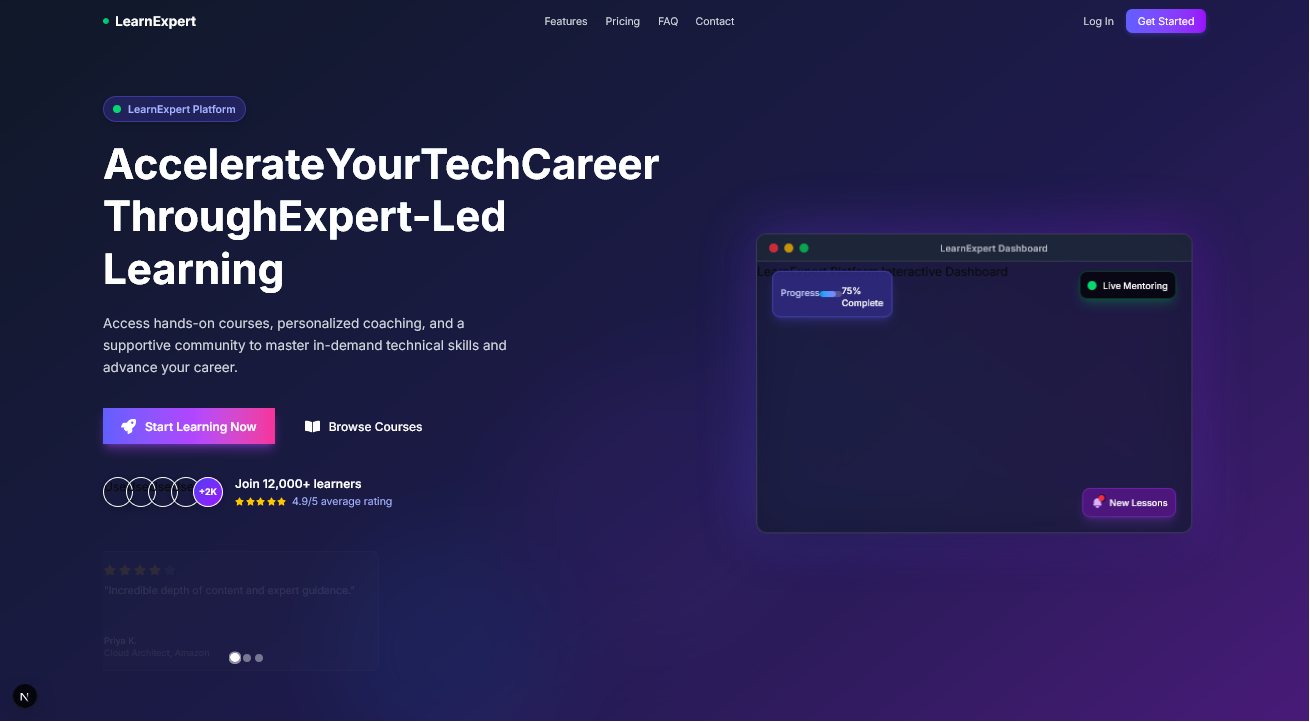 LearnExpert
Features Pricing FAQ Contact
Log In
Get Started
LearnExpert Platform
AccelerateYourTechCareer
ThroughExpert-Led
Learning
Access hands-on courses, personalized coaching, and a
supportive community to master in-demand technical skills and
advance your career.
Start Learning Now
Browse Courses
+2K
Join 12,000+ learners
4.9/5 average rating
"Incredible depth of content and expert guidance."
Priya K.
Cloud Architect, Amazon
LearnExpert Dashboard
LearnExpert Platform Interactive Dashboard
Progress
75%
Complete
Live Mentoring
New Lessons
N